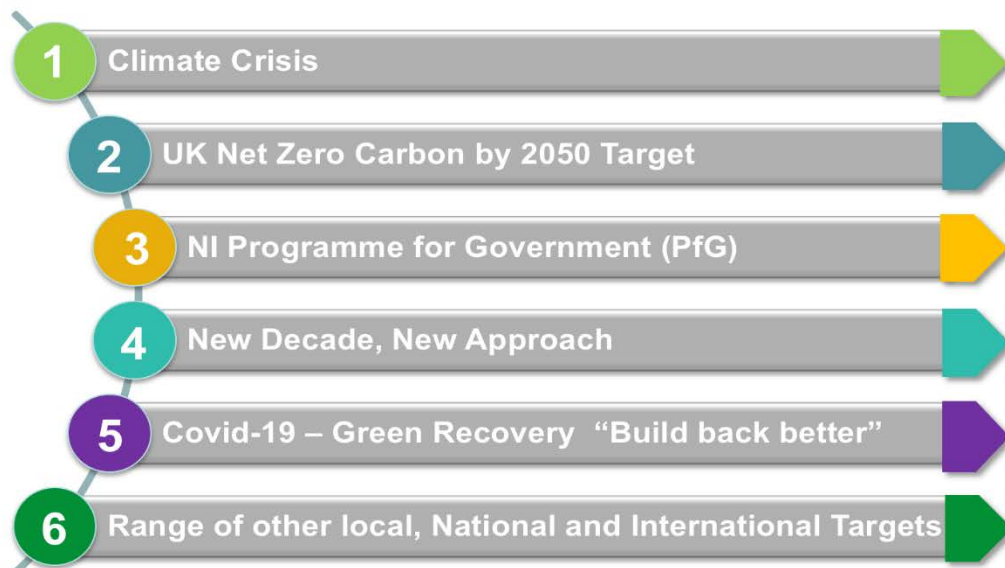 1 Climate Crisis
2 UK Net Zero Carbon by 2050 Target
3 NI Programme for Government (PfG)
4 New Decade, New Approach
5 Covid-19 – Green Recovery  “Build back better”
6 Range of other local, National and International Targets